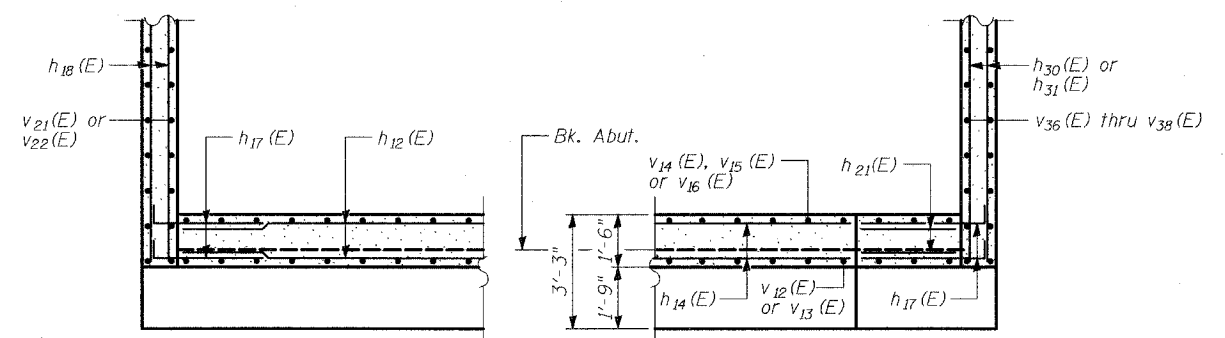 h18(E)
v21(E) or
v22(E)
h17(E)
h12(E)
Bk. Abut.
v14(E), v15(E)
or v16(E)
h21(E)
h30(E) or
h31(E)
v36(E) thru v38(E)
3'-3"
1'-6"
1'-9"
h14(E)
v12(E)
or v13(E)
h17(E)